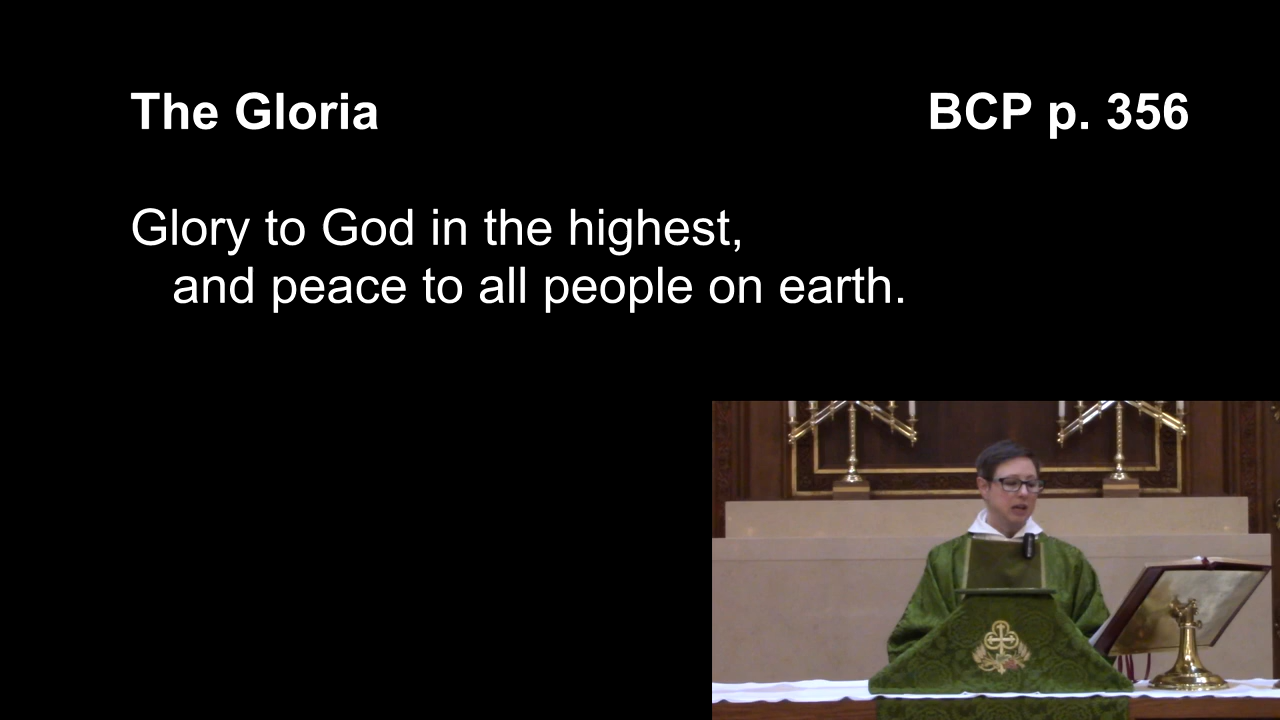 The Gloria BCP p. 356
Glory to God in the highest,
and peace to all people on earth.